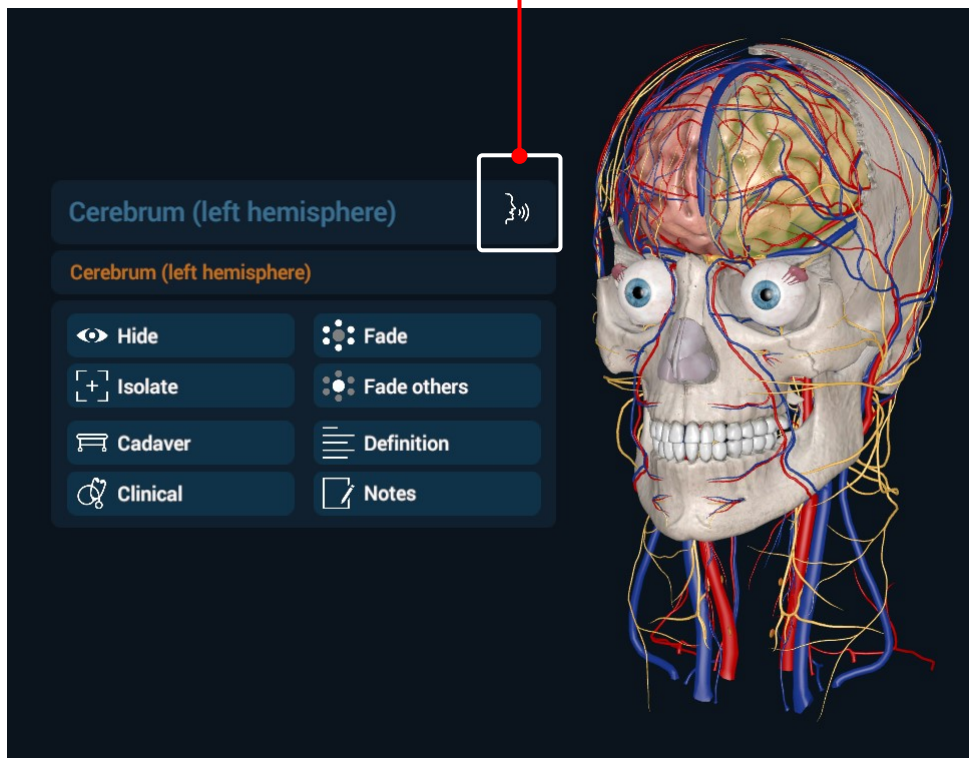 Cerebrum (left hemisphere)
Cerebrum (left hemisphere)
Hide
Fade
Isolate
Fade others
Cadaver
Definition
Clinical
Notes